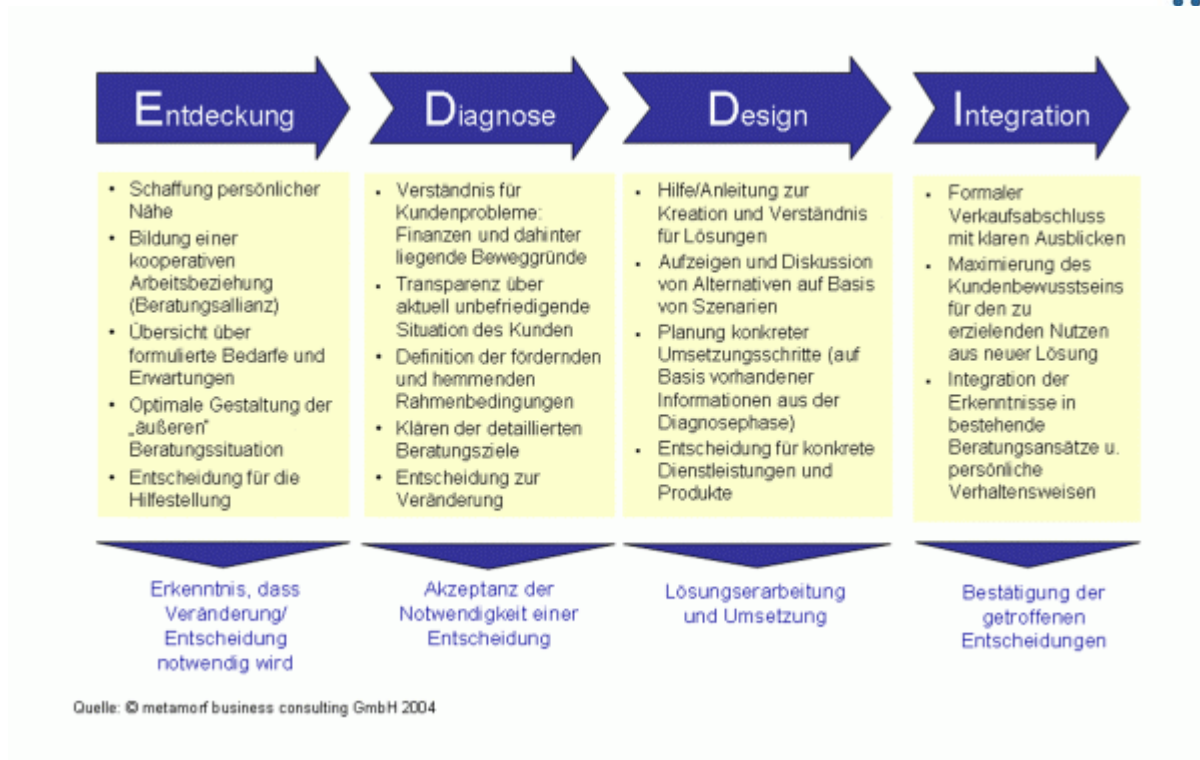 Entdeckung
Diagnose
Design
Integration
• Schaffung persönlicher
Nähe
• Bildung einer
kooperativen
Arbeitsbeziehung
(Beratungsallianz)
• Übersicht über
formulierte Bedarfe und
Erwartungen
• Optimale Gestaltung der
„äußeren"
Beratungssituation
• Entscheidung für die
Hilfestellung
• Verständnis für
Kundenprobleme:
Finanzen und dahinter
liegende Beweggründe
• Transparenz über
aktuell unbefriedigende
Situation des Kunden
• Definition der fördernden
und hemmenden
Rahmenbedingungen
• Klären der detaillierten
Beratungsziele
• Entscheidung zur
Veränderung
• Hilfe/Anleitung zur
Kreation und Verständnis
für Lösungen
• Aufzeigen und Diskussion
von Alternativen auf Basis
von Szenarien
• Planung konkreter
Umsetzungsschritte (auf
Basis vorhandener
Informationen aus der
Diagnosephase)
• Entscheidung für konkrete
Dienstleistungen und
Produkte
• Formaler
Verkaufsabschluss
mit klaren Ausblicken
• Maximierung des
Kundenbewusstseins
für den zu
erzielenden Nutzen
aus neuer Lösung
• Integration der
Erkenntnisse in
bestehende
Beratungsansätze u.
persönliche
Verhaltensweisen
Erkenntnis, dass
Veränderung/
Entscheidung
notwendig wird
Akzeptanz der
Notwendigkeit einer
Entscheidung
Lösungserarbeitung
und Umsetzung
Bestätigung der
getroffenen
Entscheidungen
Quelle: © metamorf business consulting GmbH 2004